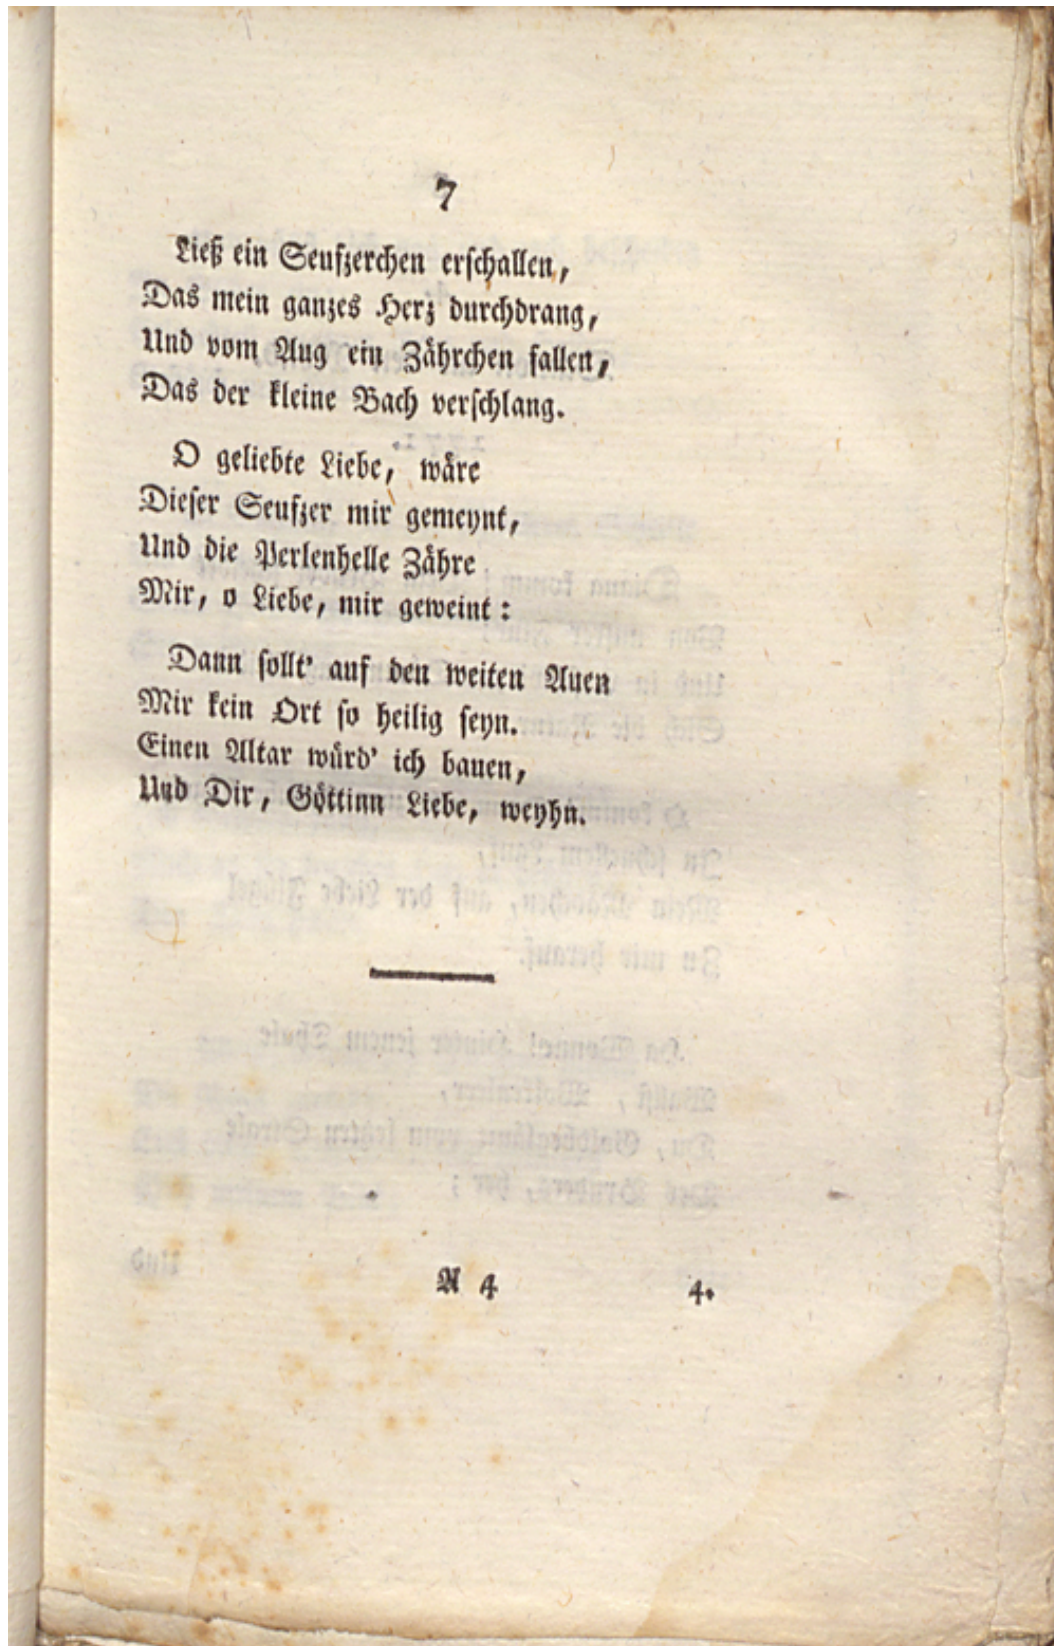 7
Ließ ein Seufzerchen erschallen,
Das mein ganzes Herz durchdrang,
Und vom Aug ein Zährchen fallen,
Das der kleine Bach verschlang.
O geliebte Liebe, wäre
Dieser Seufzer mir gemeynt,
Und die Perlenhelle Zähre
Mir, o Liebe, mir geweint:
Dann sollt' auf den weiten Auen
Mir kein Ort so heilig seyn.
Einen Altar würd' ich bauen,
Und Dir, Göttinn Liebe, weyhn.
A 4 4.